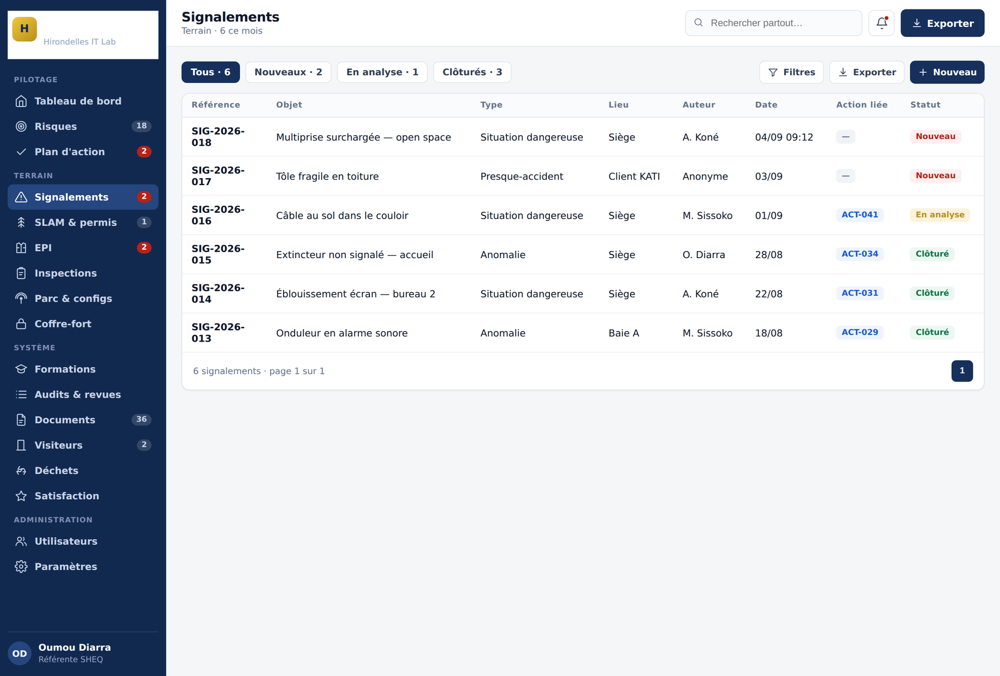 H
Hirondelles IT Lab
PILOTAGE
Tableau de bord
Risques 18
Plan d'action 2
TERRAIN
Signalements 2
SLAM & permis 1
EPI 2
Inspections
Parc & configs
Coffre-fort
SYSTÈME
Formations
Audits & revues
Documents 36
Visiteurs 2
Déchets
Satisfaction
ADMINISTRATION
Utilisateurs
Paramètres
OD
Oumou Diarra
Référente SHEQ
Signalements
Terrain · 6 ce mois
Rechercher partout…
Exporter
Tous · 6 Nouveaux · 2 En analyse · 1 Clôturés · 3 Filtres Exporter Nouveau
Référence Objet Type Lieu Auteur Date Action liée Statut
SIG-2026-
018 Multiprise surchargée — open space Situation dangereuse Siège A. Koné 04/09 09:12 — Nouveau
SIG-2026-
017 Tôle fragile en toiture Presque-accident Client KATI Anonyme 03/09 — Nouveau
SIG-2026-
016 Câble au sol dans le couloir Situation dangereuse Siège M. Sissoko 01/09 ACT-041 En analyse
SIG-2026-
015 Extincteur non signalé — accueil Anomalie Siège O. Diarra 28/08 ACT-034 Clôturé
SIG-2026-
014 Éblouissement écran — bureau 2 Situation dangereuse Siège A. Koné 22/08 ACT-031 Clôturé
SIG-2026-
013 Onduleur en alarme sonore Anomalie Baie A M. Sissoko 18/08 ACT-029 Clôturé
6 signalements · page 1 sur 1 1